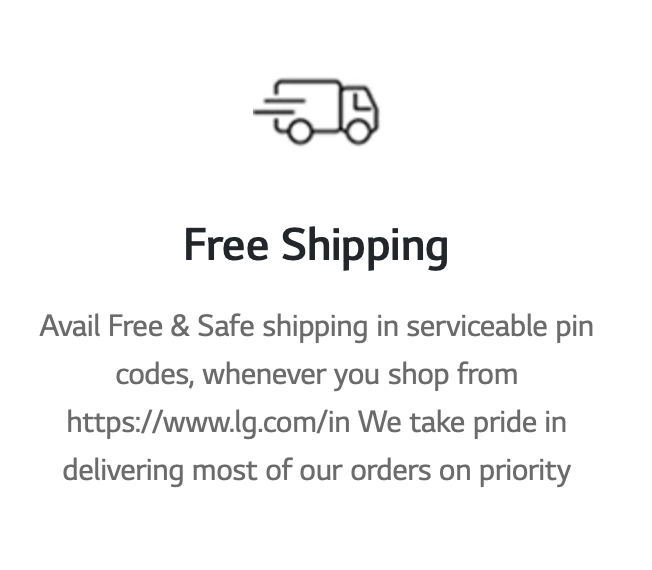 Free Shipping
Avail Free & Safe shipping in serviceable pin
codes, whenever you shop from
https://www.lg.com/in We take pride in
delivering most of our orders on priority